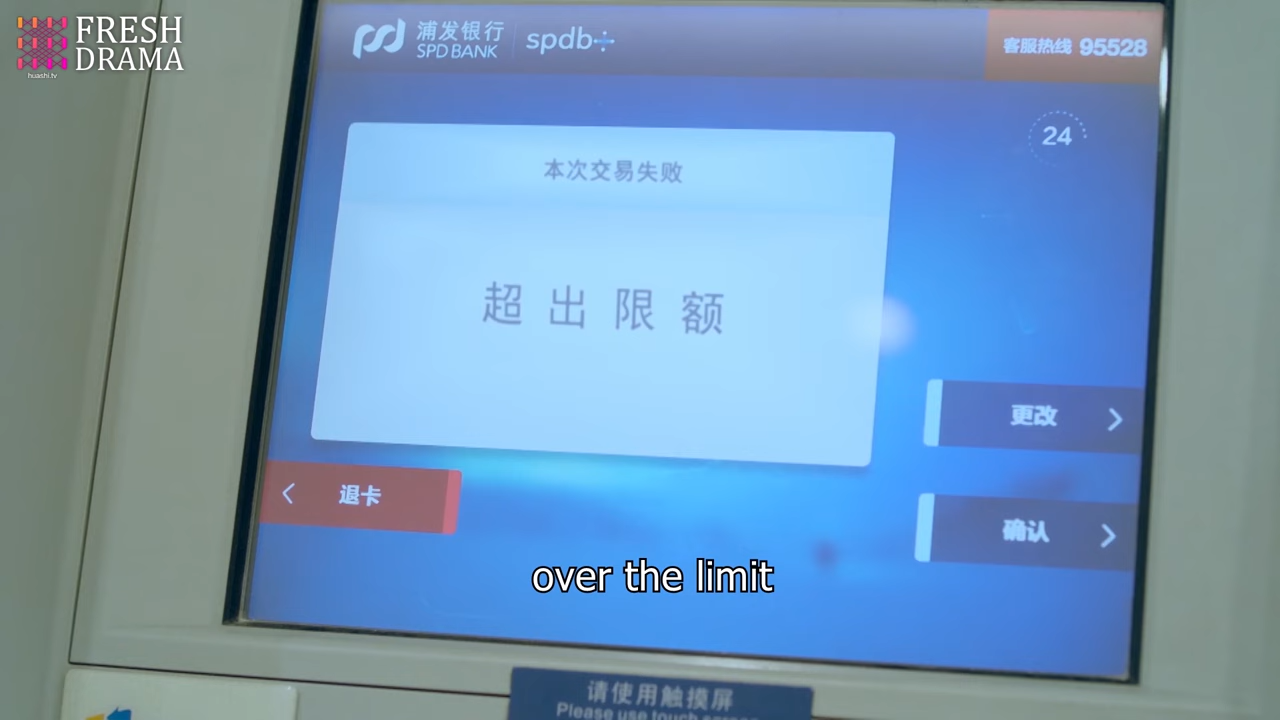 FRESH
DRAMA
huashi.tv
浦发银行
SPD BANK
spdb+
客服热线 95528
24
本次交易失败
超出限额
更改
退卡
确认
over the limit
请使用触摸屏
Please use touch screen